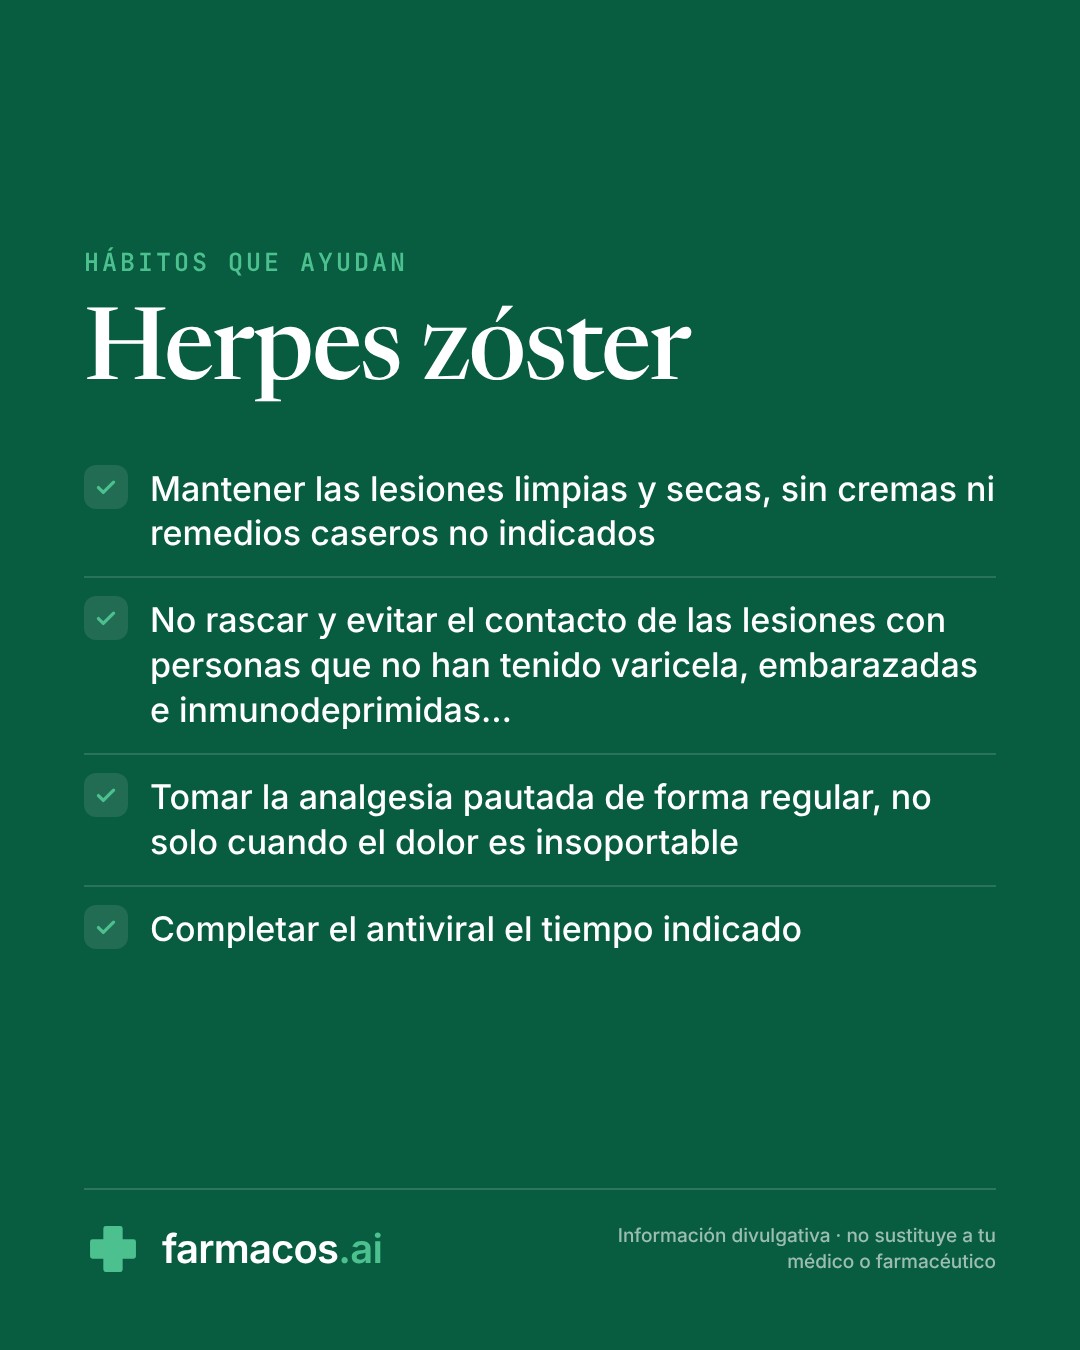 HÁBITOS QUE AYUDAN
Herpes zóster
Mantener las lesiones limpias y secas, sin cremas ni
remedios caseros no indicados
No rascar y evitar el contacto de las lesiones con
personas que no han tenido varicela, embarazadas
e inmunodeprimidas...
Tomar la analgesia pautada de forma regular, no
solo cuando el dolor es insoportable
Completar el antiviral el tiempo indicado
farmacos.ai
Información divulgativa · no sustituye a tu
médico o farmacéutico